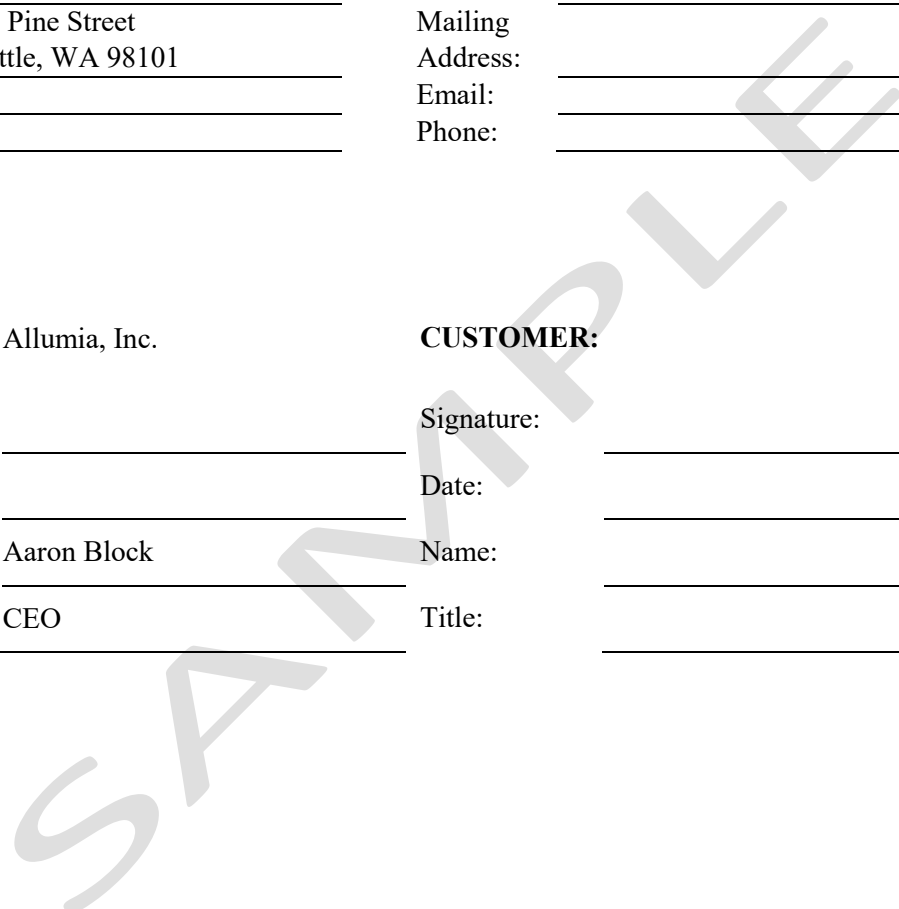 Pine Street
Mailing
ttle, WA 98101
Address:
Email:
Phone:
Allumia, Inc.
CUSTOMER:
Signature:
Date:
Aaron Block
Name:
CEO
Title:
SAMPLE